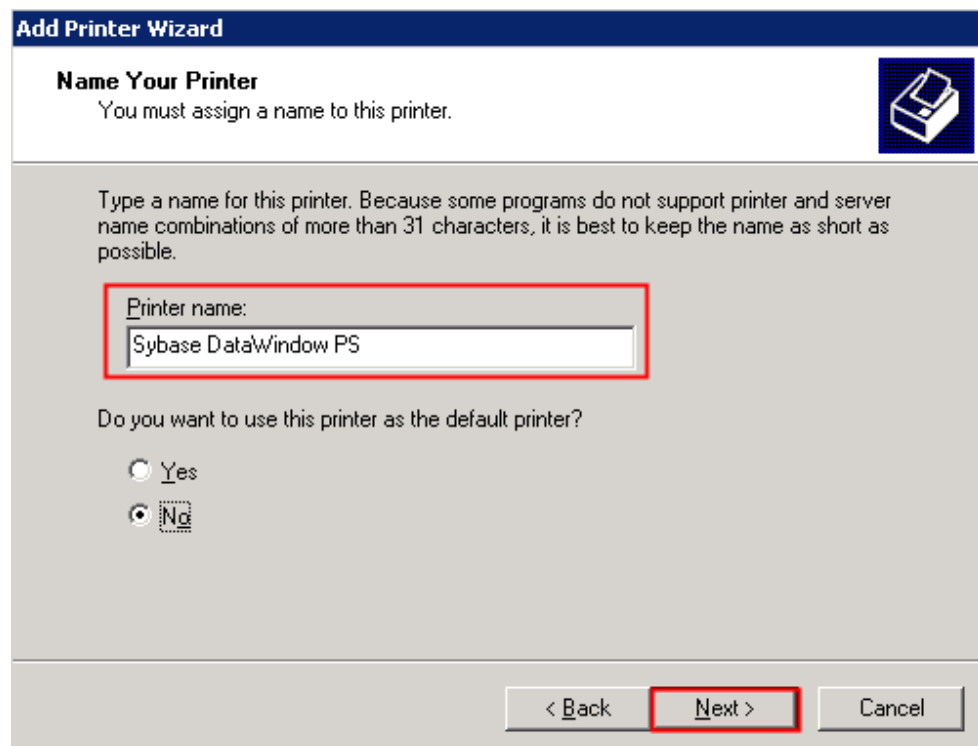 Add Printer Wizard
Name Your Printer
You must assign a name to this printer.
Type a name for this printer. Because some programs do not support printer and server
name combinations of more than 31 characters, it is best to keep the name as short as
possible.
Printer name:
Sybase DataWindow PS
Do you want to use this printer as the default printer?
Yes
No
< Back
Next >
Cancel